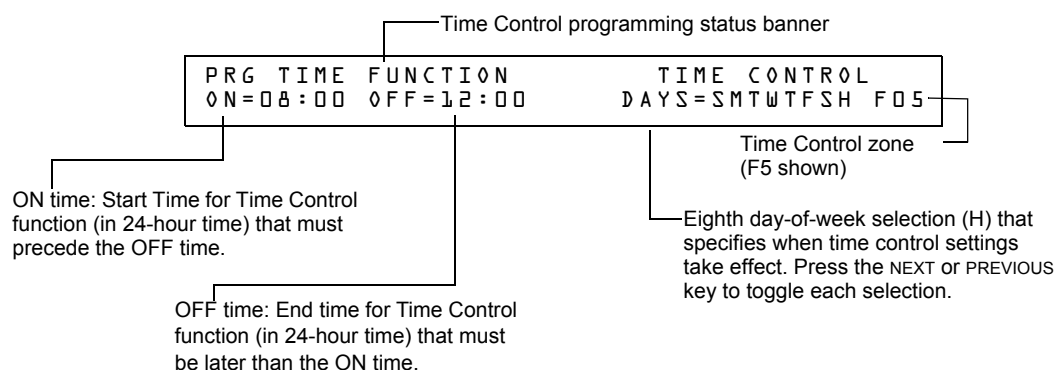 Time Control programming status banner
PRG TIME FUNCTION TIME CONTROL
ON=08:00 OFF=12:00 DAYS=SMTWTFSH F05
Time Control zone
(F5 shown)
ON time: Start Time for Time Control
function (in 24-hour time) that must
precede the OFF time.
Eighth day-of-week selection (H) that
specifies when time control settings
take effect. Press the NEXT or PREVIOUS
key to toggle each selection.
OFF time: End time for Time Control
function (in 24-hour time) that must
be later than the ON time.